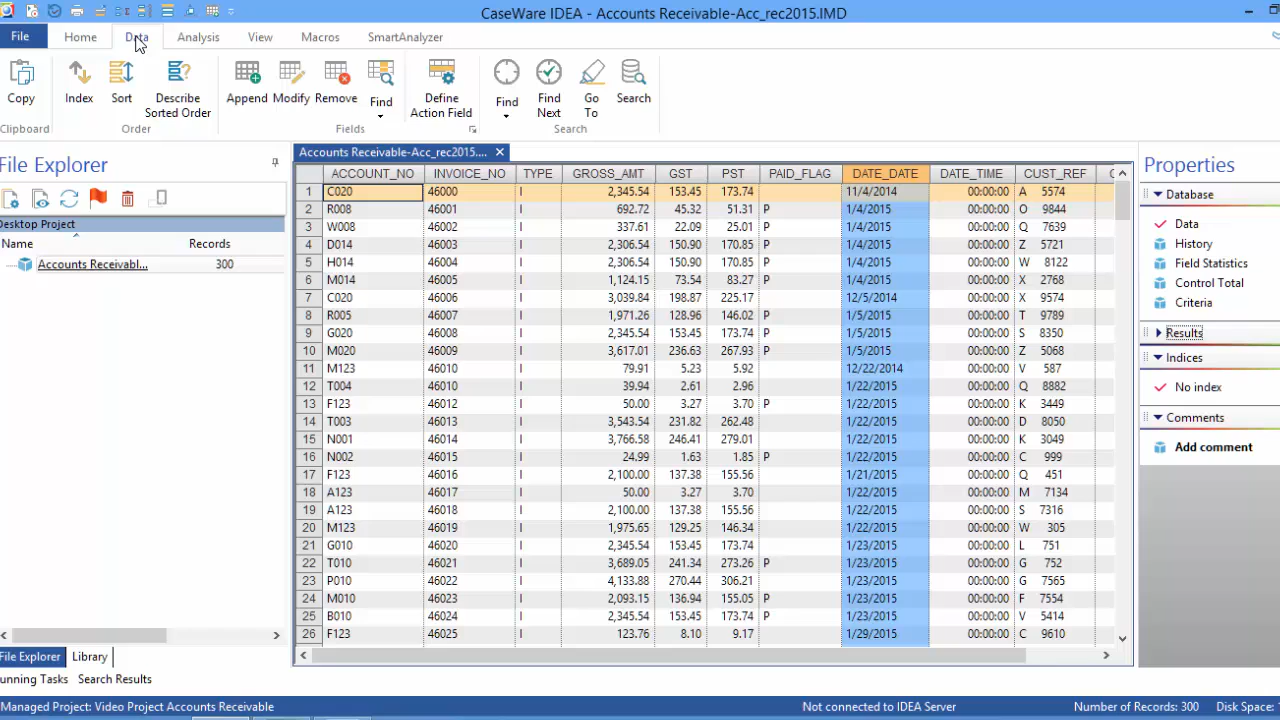 CaseWare IDEA - Accounts Receivable-Acc_rec2015.IMD
File Home Data Analysis View Macros SmartAnalyzer
Copy Index Sort Describe Sorted Order Append Modify Remove Find Define Action Field Find Find Next Go To Search
Clipboard Order Fields Search
File Explorer
Accounts Receivable-Acc_rec2015.... ×
Properties
Desktop Project
Name Records
Accounts Receivabl... 300
ACCOUNT_NO INVOICE_NO TYPE GROSS_AMT GST PST PAID_FLAG DATE_DATE DATE_TIME CUST_REF
1 C020 46000 I 2,345.54 153.45 173.74 11/4/2014 00:00:00 A 5574
2 R008 46001 I 692.72 45.32 51.31 P 1/4/2015 00:00:00 O 9844
3 W008 46002 I 337.61 22.09 25.01 P 1/4/2015 00:00:00 Q 7639
4 D014 46003 I 2,306.54 150.90 170.85 P 1/4/2015 00:00:00 Z 5721
5 H014 46004 I 2,306.54 150.90 170.85 P 1/4/2015 00:00:00 W 8122
6 M014 46005 I 1,124.15 73.54 83.27 P 1/4/2015 00:00:00 X 2768
7 C020 46006 I 3,039.84 198.87 225.17 12/5/2014 00:00:00 X 9574
8 R005 46007 I 1,971.26 128.96 146.02 P 1/5/2015 00:00:00 T 9789
9 G020 46008 I 2,345.54 153.45 173.74 P 1/5/2015 00:00:00 S 8350
10 M020 46009 I 3,617.01 236.63 267.93 P 1/5/2015 00:00:00 Z 5068
11 M123 46010 I 79.91 5.23 5.92 12/22/2014 00:00:00 V 587
12 T004 46010 I 39.94 2.61 2.96 1/22/2015 00:00:00 Q 8882
13 F123 46012 I 50.00 3.27 3.70 P 1/22/2015 00:00:00 K 3449
14 T003 46013 I 3,543.54 231.82 262.48 1/22/2015 00:00:00 D 8050
15 N001 46014 I 3,766.58 246.41 279.01 1/22/2015 00:00:00 K 3049
16 N002 46015 I 24.99 1.63 1.85 P 1/22/2015 00:00:00 C 999
17 F123 46016 I 2,100.00 137.38 155.56 1/21/2015 00:00:00 Q 451
18 A123 46017 I 50.00 3.27 3.70 1/22/2015 00:00:00 M 7134
19 A123 46018 I 2,100.00 137.38 155.56 1/22/2015 00:00:00 S 7316
20 M123 46019 I 1,975.65 129.25 146.34 1/22/2015 00:00:00 W 305
21 G010 46020 I 2,345.54 153.45 173.74 1/23/2015 00:00:00 L 751
22 T010 46021 I 3,689.05 241.34 273.26 P 1/23/2015 00:00:00 G 752
23 P010 46022 I 4,133.88 270.44 306.21 1/23/2015 00:00:00 G 7565
24 M010 46023 I 2,093.15 136.94 155.05 P 1/23/2015 00:00:00 F 7554
25 B010 46024 I 2,345.54 153.45 173.74 P 1/23/2015 00:00:00 V 5414
26 F123 46025 I 123.76 8.10 9.17 1/29/2015 00:00:00 C 9610
Database
Data
History
Field Statistics
Control Total
Criteria
Results
Indices
No index
Comments
Add comment
File Explorer Library
unning Tasks Search Results
Managed Project: Video Project Accounts Receivable Not connected to IDEA Server Number of Records: 300 Disk Space: